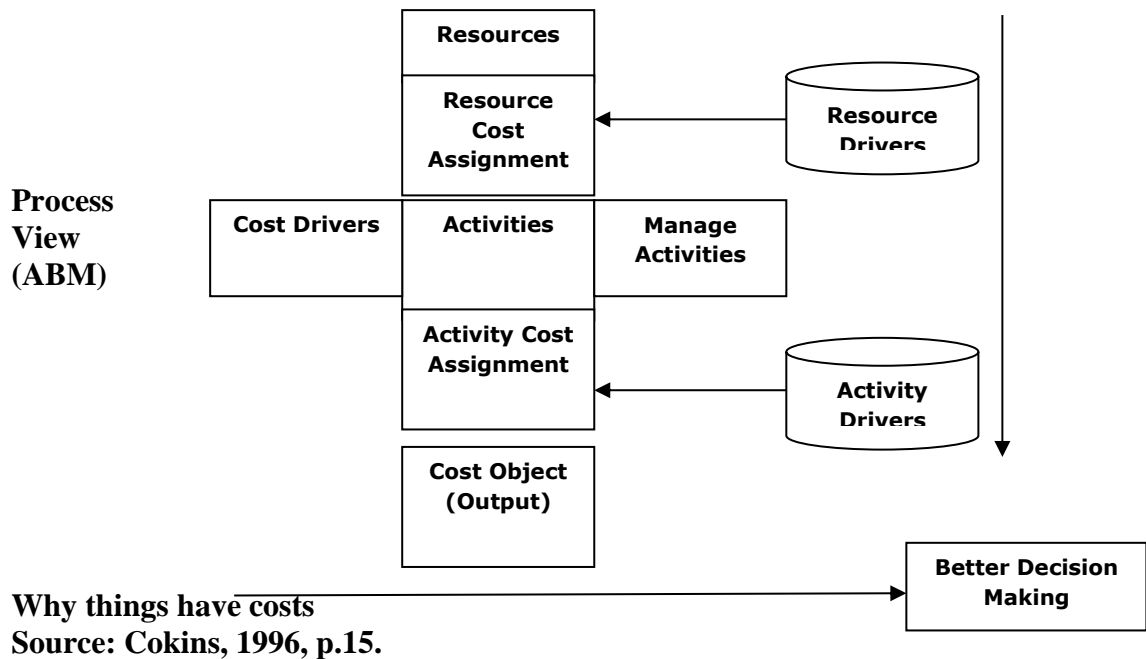 Resources
Resource
Cost
Assignment
Resource
Drivers
Process
View
(ABM)
Cost Drivers
Activities
Manage
Activities
Activity Cost
Assignment
Activity
Drivers
Cost Object
(Output)
Better Decision
Making
Why things have costs
Source: Cokins, 1996, p.15.